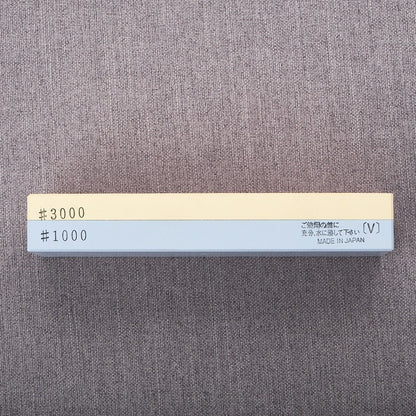 #3000
#1000
ご使用の前に
充分、水に浸して下さい
MADE IN JAPAN
[V]